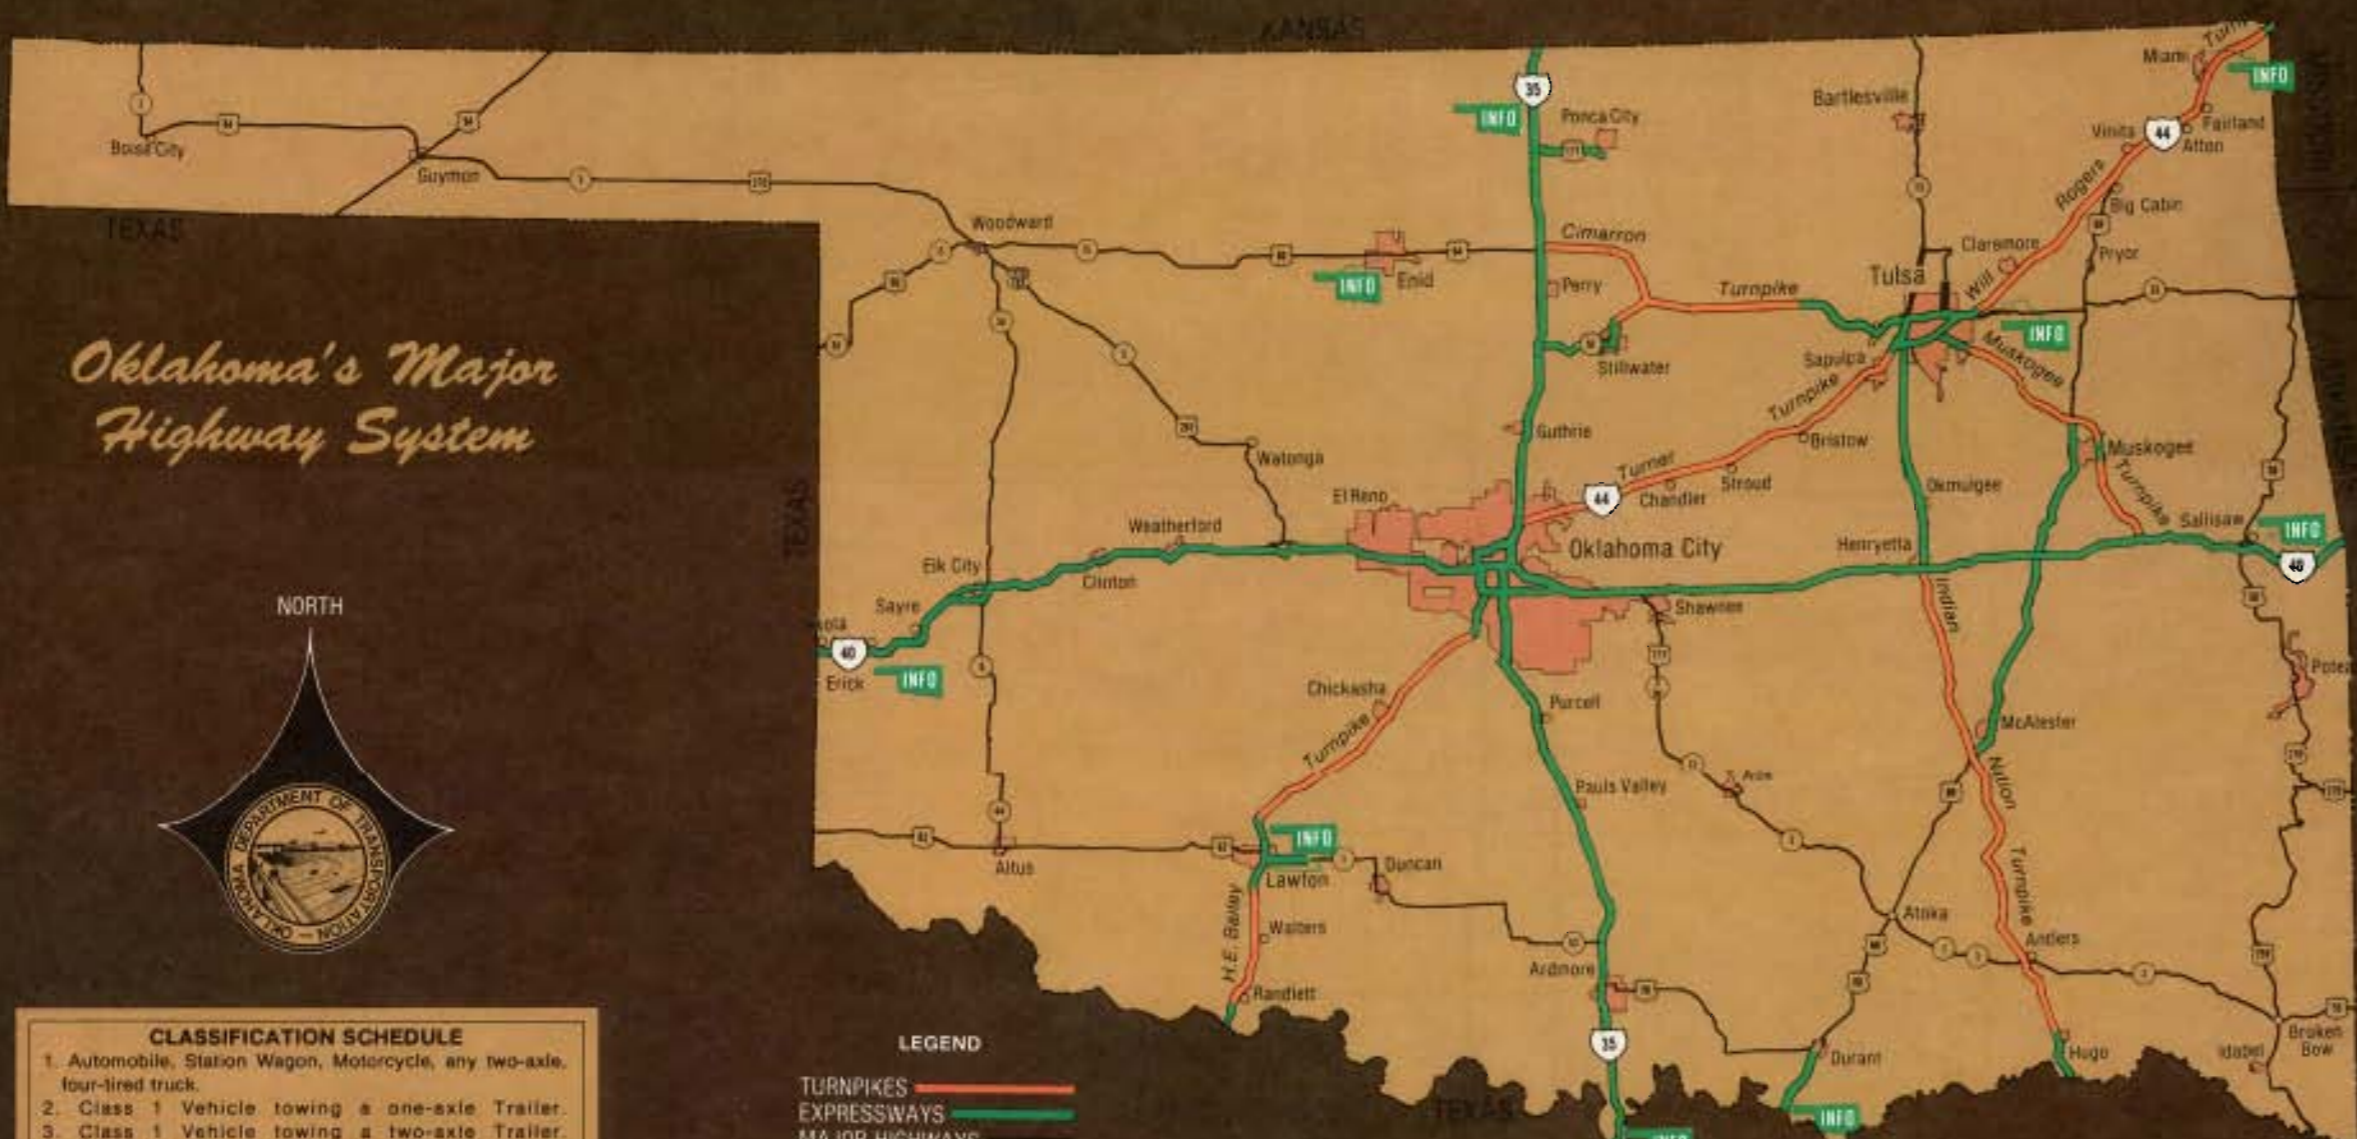 KANSAS
Miami
INFO
35
INFO
Ponca City
Bartlesville
Vinita
44
Fairland
Afton
Boise City
64
Guymon
Rogers
Big Cabin
TEXAS
Woodward
Cimarron
Claremore
Pryor
Enid
INFO
Perry
Turnpike
Tulsa
Will
INFO
Oklahoma's Major
Highway System
Stillwater
Sapulpa
Muskogee
Turnpike
Guthrie
Bristow
Muskogee
Watonga
Turner
Stroud
Chandler
44
Okmulgee
Turnpike
El Reno
TEXAS
Weatherford
Oklahoma City
Henryetta
Sallisaw
INFO
40
Elk City
Clinton
NORTH
Sayre
Shawnee
Indian
40
Erick
INFO
Chickasha
Purcell
McAlester
Turnpike
Pauls Valley
Ada
Nation
OKLAHOMA DEPARTMENT OF TRANSPORTATION
INFO
Altus
Lawton
Duncan
Turnpike
H.E. Bailey
Walters
Atoka
Antlers
Ardmore
Randlett
35
Durant
Hugo
Idabel
Broken
Bow
INFO
TEXAS
CLASSIFICATION SCHEDULE
1. Automobile, Station Wagon, Motorcycle, any two-axle,
four-tired truck.
2. Class 1 Vehicle towing a one-axle Trailer.
3. Class 1 Vehicle towing a two-axle Trailer.
LEGEND
TURNPIKES
EXPRESSWAYS
MAJOR HIGHWAYS